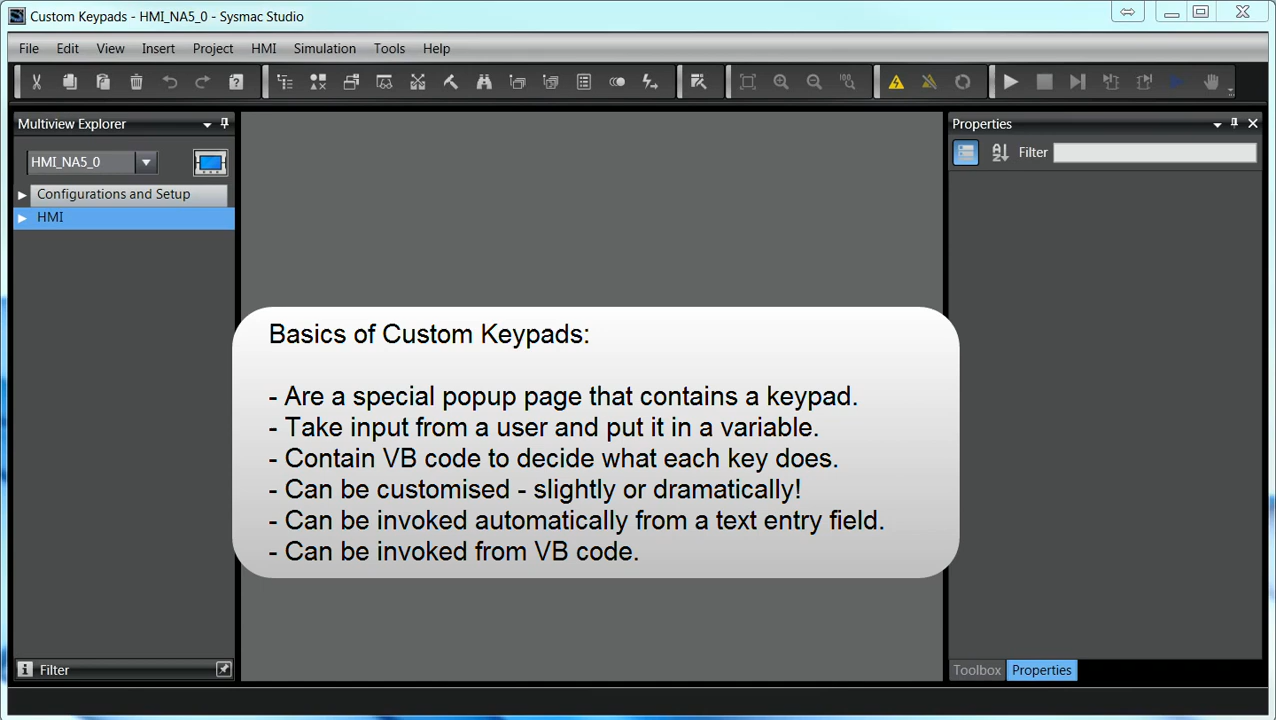 Custom Keypads - HMI_NA5_0 - Sysmac Studio
File Edit View Insert Project HMI Simulation Tools Help
Multiview Explorer
HMI_NA5_0
Configurations and Setup
HMI
Filter
Basics of Custom Keypads:
- Are a special popup page that contains a keypad.
- Take input from a user and put it in a variable.
- Contain VB code to decide what each key does.
- Can be customised - slightly or dramatically!
- Can be invoked automatically from a text entry field.
- Can be invoked from VB code.
Properties
Filter
Toolbox Properties